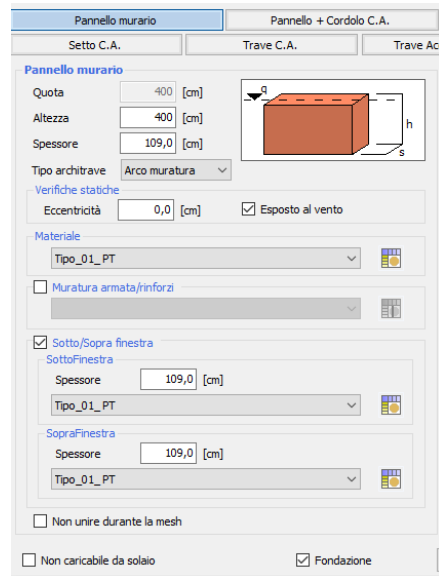 Pannello murario Pannello + Cordolo C.A.
Setto C.A. Trave C.A. Trave Ac
Pannello murario
Quota 400 [cm]
q
Altezza 400 [cm]
h
Spessore 109,0 [cm]
s
Tipo architrave Arco muratura
Verifiche statiche
Eccentricità 0,0 [cm] Esposto al vento
Materiale
Tipo_01_PT
Muratura armata/rinforzi
Sotto/Sopra finestra
SottoFinestra
Spessore 109,0 [cm]
Tipo_01_PT
SopraFinestra
Spessore 109,0 [cm]
Tipo_01_PT
Non unire durante la mesh
Non caricabile da solaio Fondazione